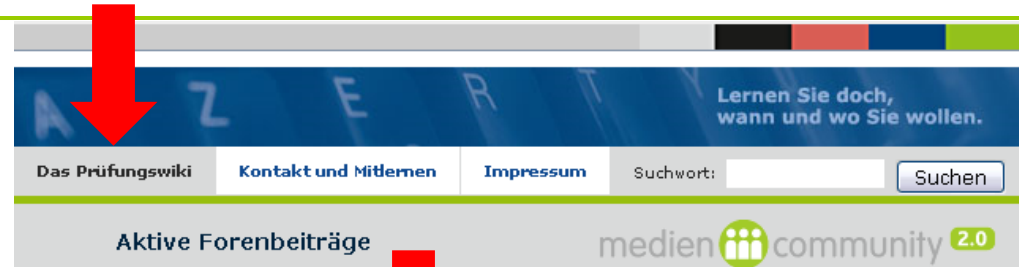 A Z E R T Y
Lernen Sie doch,
wann und wo Sie wollen.
Das Prüfungswiki Kontakt und Mitlernen Impressum Suchwort: Suchen
Aktive Forenbeiträge medien community 2.0